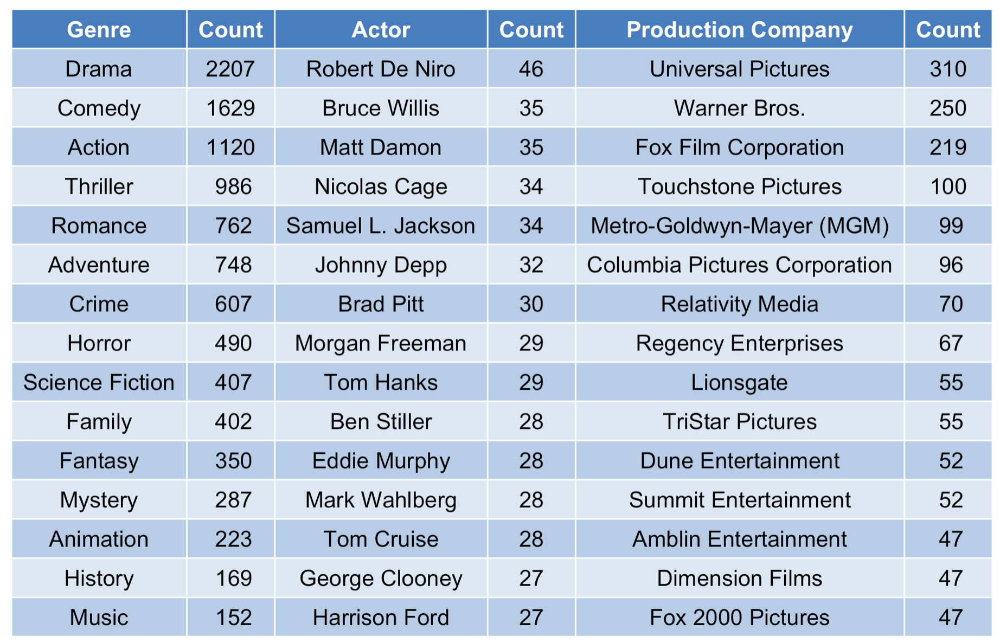 Genre Count Actor Count Production Company Count
Drama 2207 Robert De Niro 46 Universal Pictures 310
Comedy 1629 Bruce Willis 35 Warner Bros. 250
Action 1120 Matt Damon 35 Fox Film Corporation 219
Thriller 986 Nicolas Cage 34 Touchstone Pictures 100
Romance 762 Samuel L. Jackson 34 Metro-Goldwyn-Mayer (MGM) 99
Adventure 748 Johnny Depp 32 Columbia Pictures Corporation 96
Crime 607 Brad Pitt 30 Relativity Media 70
Horror 490 Morgan Freeman 29 Regency Enterprises 67
Science Fiction 407 Tom Hanks 29 Lionsgate 55
Family 402 Ben Stiller 28 TriStar Pictures 55
Fantasy 350 Eddie Murphy 28 Dune Entertainment 52
Mystery 287 Mark Wahlberg 28 Summit Entertainment 52
Animation 223 Tom Cruise 28 Amblin Entertainment 47
History 169 George Clooney 27 Dimension Films 47
Music 152 Harrison Ford 27 Fox 2000 Pictures 47